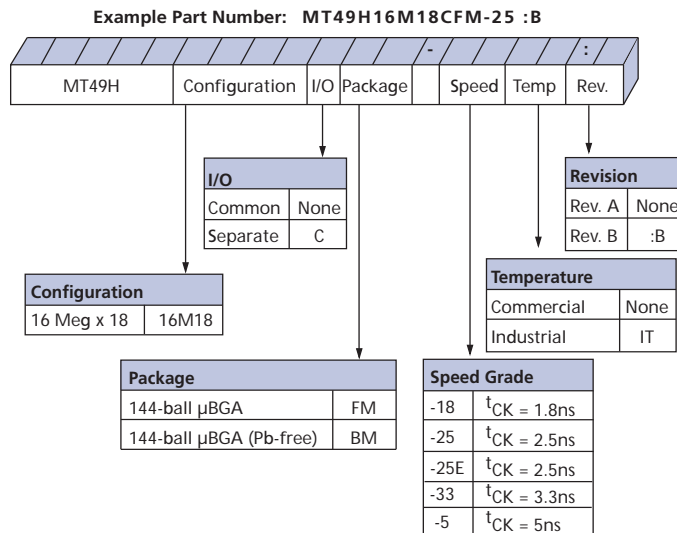 Example Part Number: MT49H16M18CFM-25 :B
- :
MT49H Configuration I/O Package Speed Temp Rev.
I/O
Common None
Separate C
Revision
Rev. A None
Rev. B :B
Configuration
16 Meg x 18 16M18
Temperature
Commercial None
Industrial IT
Package
144-ball µBGA FM
144-ball µBGA (Pb-free) BM
Speed Grade
-18 tCK = 1.8ns
-25 tCK = 2.5ns
-25E tCK = 2.5ns
-33 tCK = 3.3ns
-5 tCK = 5ns